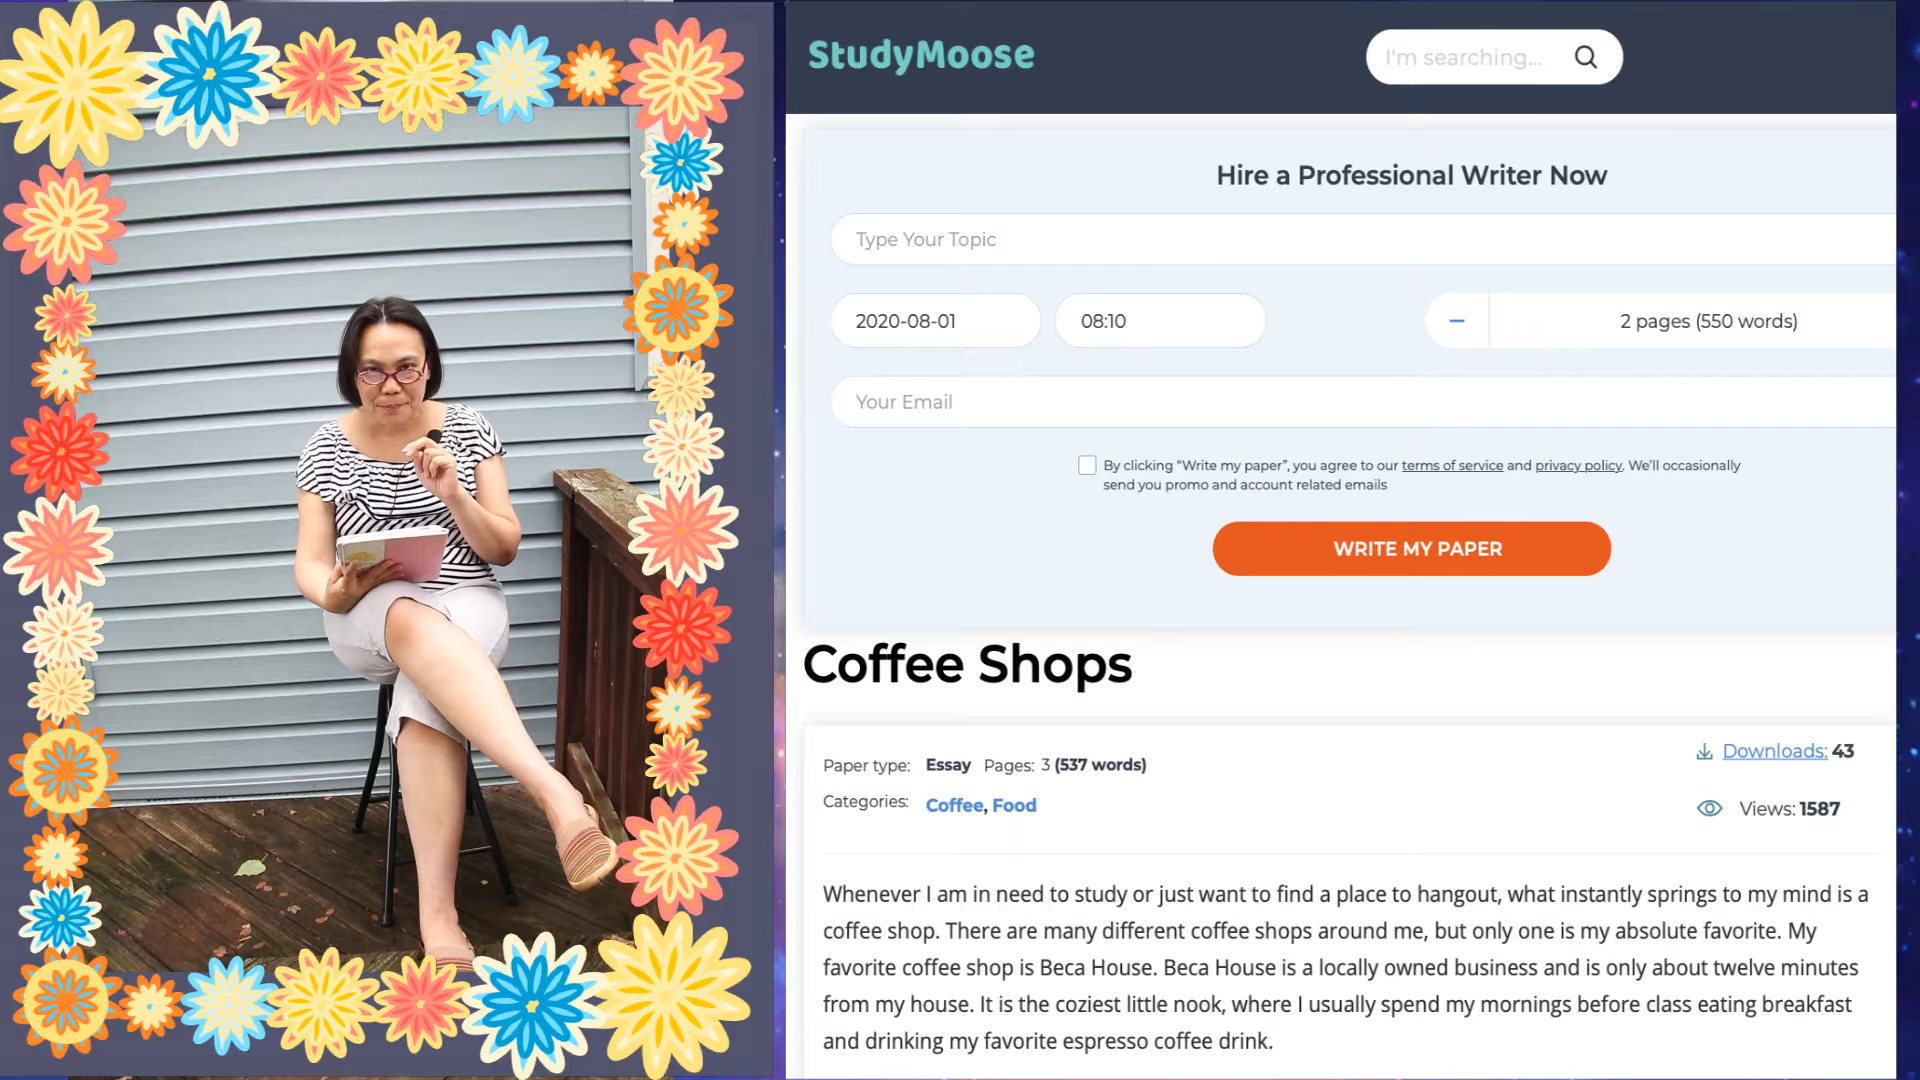 StudyMoose
I'm searching...
Hire a Professional Writer Now
Type Your Topic
2020-08-01
08:10
2 pages (550 words)
Your Email
By clicking “Write my paper”, you agree to our terms of service and privacy policy. We’ll occasionally
send you promo and account related emails
WRITE MY PAPER
Coffee Shops
Paper type: Essay Pages: 3 (537 words)
Downloads: 43
Categories: Coffee, Food
Views: 1587
Whenever I am in need to study or just want to find a place to hangout, what instantly springs to my mind is a
coffee shop. There are many different coffee shops around me, but only one is my absolute favorite. My
favorite coffee shop is Beca House. Beca House is a locally owned business and is only about twelve minutes
from my house. It is the coziest little nook, where I usually spend my mornings before class eating breakfast
and drinking my favorite espresso coffee drink.